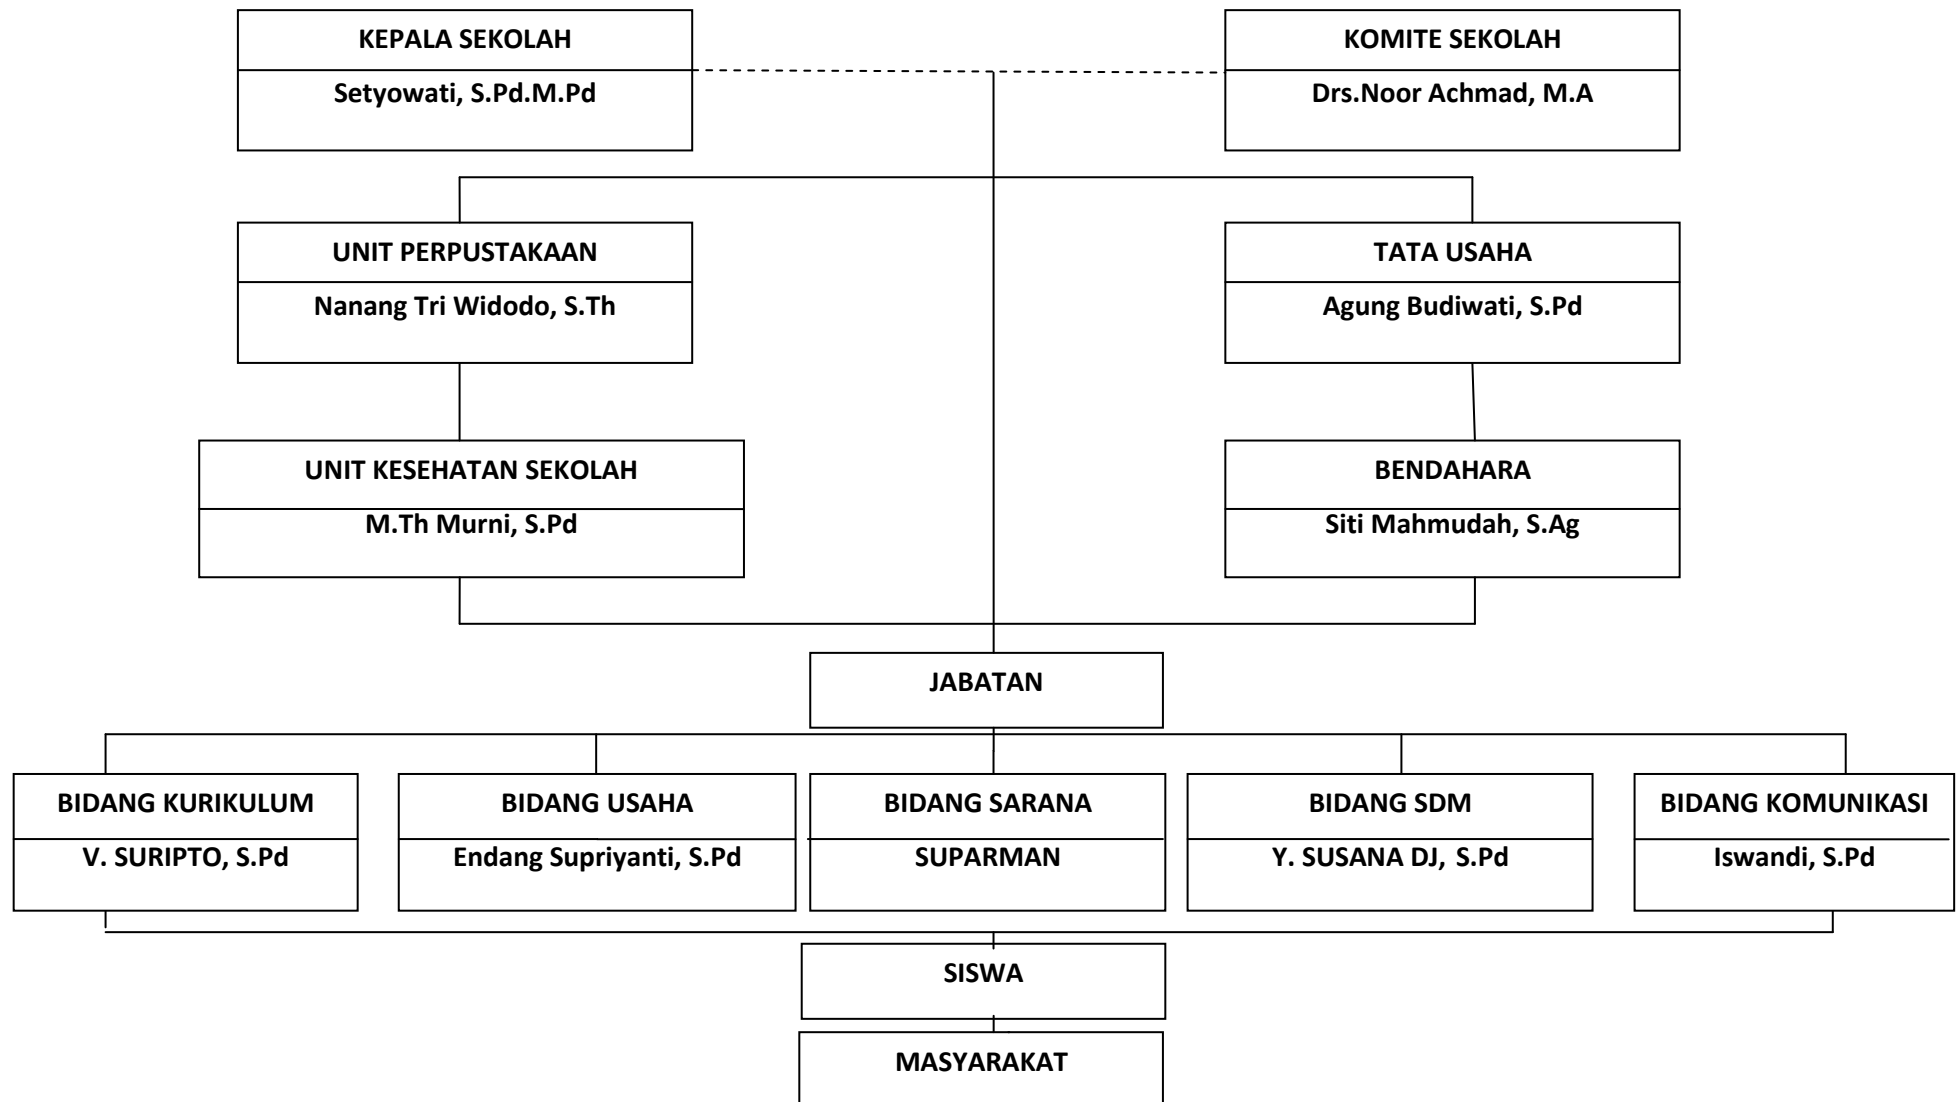 KEPALA SEKOLAH
Setyowati, S.Pd.M.Pd
KOMITE SEKOLAH
Drs.Noor Achmad, M.A
UNIT PERPUSTAKAAN
Nanang Tri Widodo, S.Th
TATA USAHA
Agung Budiwati, S.Pd
UNIT KESEHATAN SEKOLAH
M.Th Murni, S.Pd
BENDAHARA
Siti Mahmudah, S.Ag
JABATAN
BIDANG KURIKULUM
V. SURIPTO, S.Pd
BIDANG USAHA
Endang Supriyanti, S.Pd
BIDANG SARANA
SUPARMAN
BIDANG SDM
Y. SUSANA DJ, S.Pd
BIDANG KOMUNIKASI
Iswandi, S.Pd
SISWA
MASYARAKAT